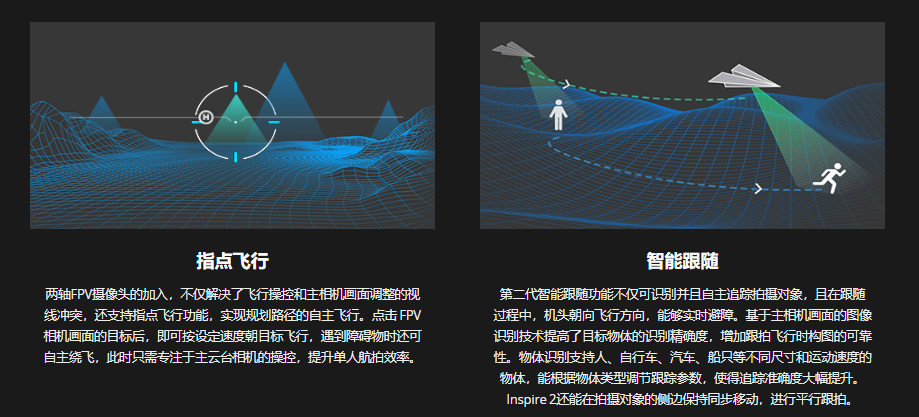 H
指点飞行
两轴FPV摄像头的加入，不仅解决了飞行操控和主相机画面调整的视
线冲突，还支持指点飞行功能，实现规划路径的自主飞行。点击 FPV
相机画面的目标后，即可按设定速度朝目标飞行，遇到障碍物时还可
自主绕飞，此时只需专注于主云台相机的操控，提升单人航拍效率。
智能跟随
第二代智能跟随功能不仅可识别并且自主追踪拍摄对象，且在跟随
过程中，机头朝向飞行方向，能够实时避障。基于主相机画面的图像
识别技术提高了目标物体的识别精确度，增加跟拍飞行时构图的可靠
性。物体识别支持人、自行车、汽车、船只等不同尺寸和运动速度的
物体，能根据物体类型调节跟踪参数，使得追踪准确度大幅提升。
Inspire 2还能在拍摄对象的侧边保持同步移动，进行平行跟拍。